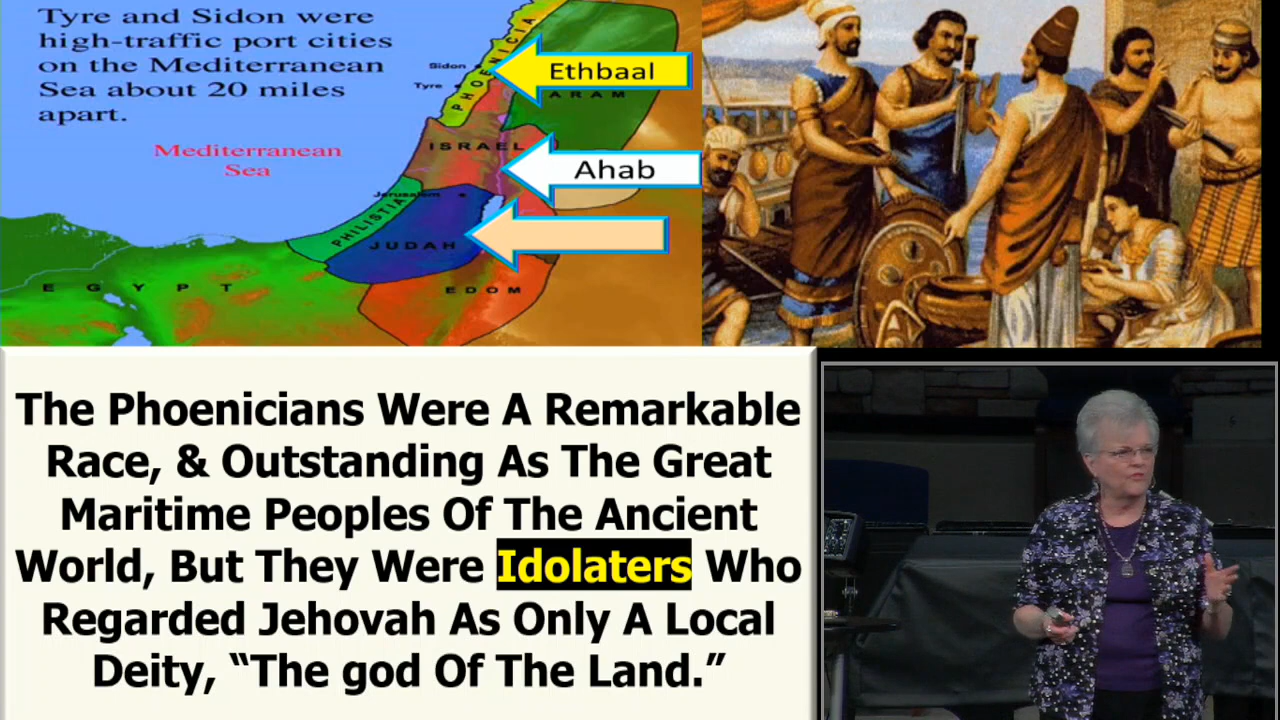 Tyre and Sidon were
high-traffic port cities
on the Mediterranean
Sea about 20 miles
apart.
Mediterranean
Sea
PHOENICIA
Sidon
Tyre
Ethbaal
ARAM
ISRAEL
Ahab
Jerusalem
PHILISTIA
JUDAH
EGYPT
EDOM
The Phoenicians Were A Remarkable
Race, & Outstanding As The Great
Maritime Peoples Of The Ancient
World, But They Were Idolaters Who
Regarded Jehovah As Only A Local
Deity, “The god Of The Land.”